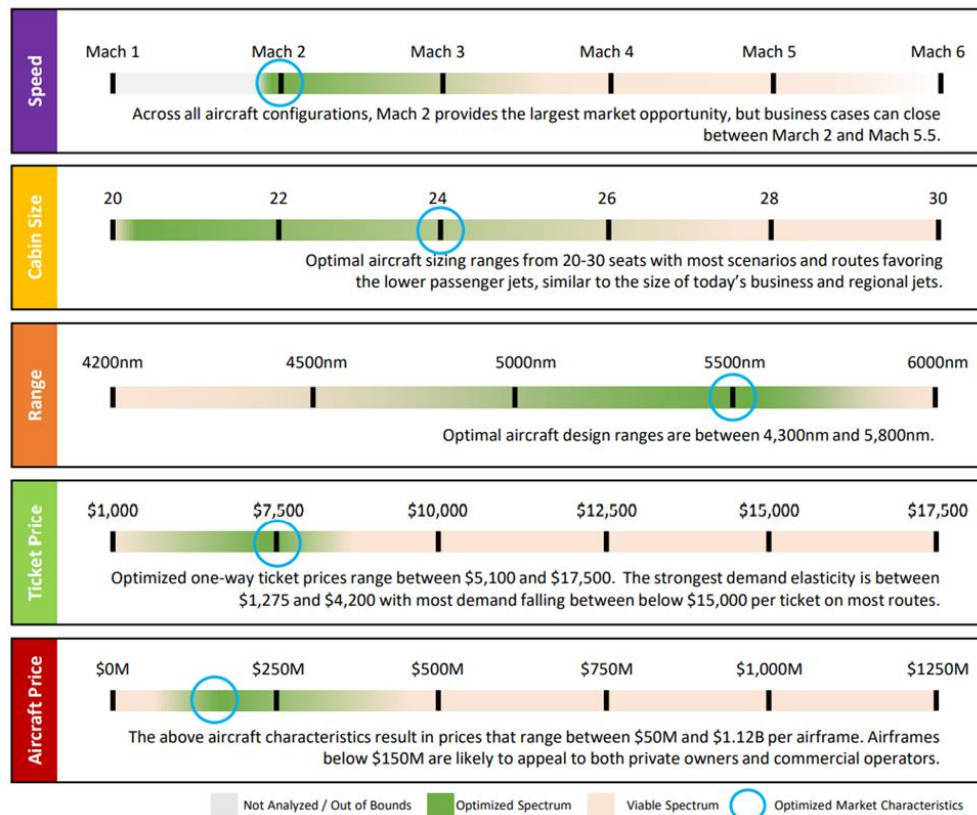 Speed
Mach 1 Mach 2 Mach 3 Mach 4 Mach 5 Mach 6
Across all aircraft configurations, Mach 2 provides the largest market opportunity, but business cases can close
between March 2 and Mach 5.5.
Cabin Size
20 22 24 26 28 30
Optimal aircraft sizing ranges from 20-30 seats with most scenarios and routes favoring
the lower passenger jets, similar to the size of today's business and regional jets.
Range
4200nm 4500nm 5000nm 5500nm 6000nm
Optimal aircraft design ranges are between 4,300nm and 5,800nm.
Ticket Price
$1,000 $7,500 $10,000 $12,500 $15,000 $17,500
Optimized one-way ticket prices range between $5,100 and $17,500. The strongest demand elasticity is between
$1,275 and $4,200 with most demand falling between below $15,000 per ticket on most routes.
Aircraft Price
$0M $250M $500M $750M $1,000M $1250M
The above aircraft characteristics result in prices that range between $50M and $1.12B per airframe. Airframes
below $150M are likely to appeal to both private owners and commercial operators.
Not Analyzed / Out of Bounds Optimized Spectrum Viable Spectrum Optimized Market Characteristics